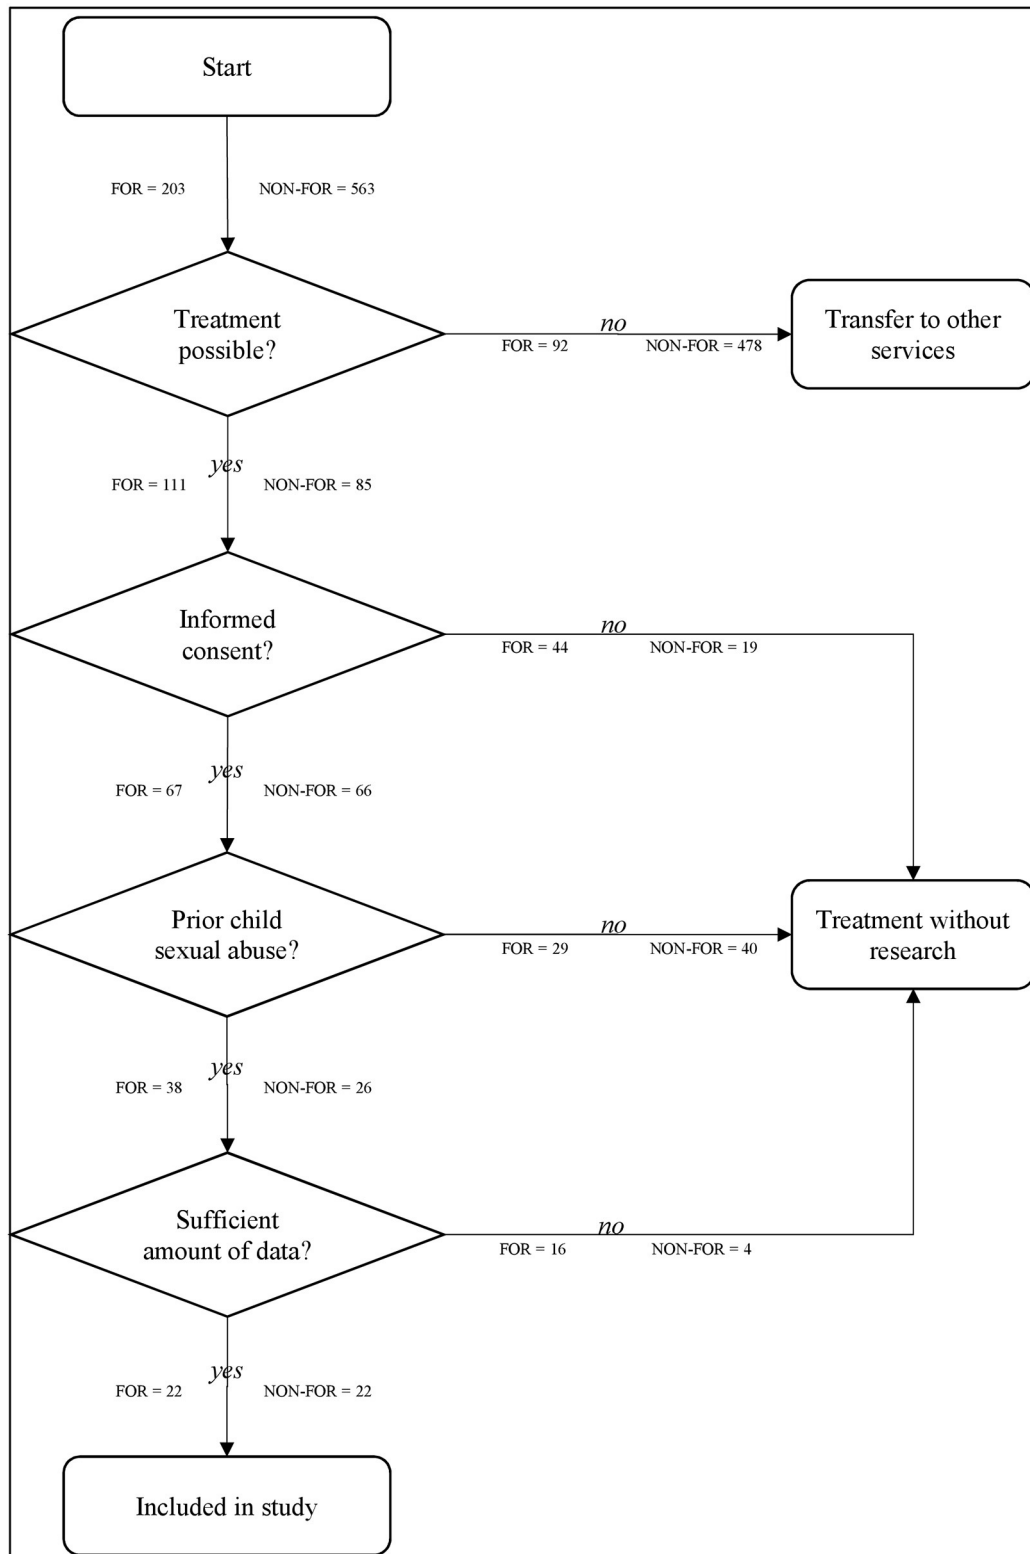 Start
FOR = 203 NON-FOR = 563
Treatment
possible?
no
FOR = 92 NON-FOR = 478
Transfer to other
services
yes
FOR = 111 NON-FOR = 85
Informed
consent?
no
FOR = 44 NON-FOR = 19
yes
FOR = 67 NON-FOR = 66
Prior child
sexual abuse?
no
FOR = 29 NON-FOR = 40
Treatment without
research
yes
FOR = 38 NON-FOR = 26
Sufficient
amount of data?
no
FOR = 16 NON-FOR = 4
yes
FOR = 22 NON-FOR = 22
Included in study